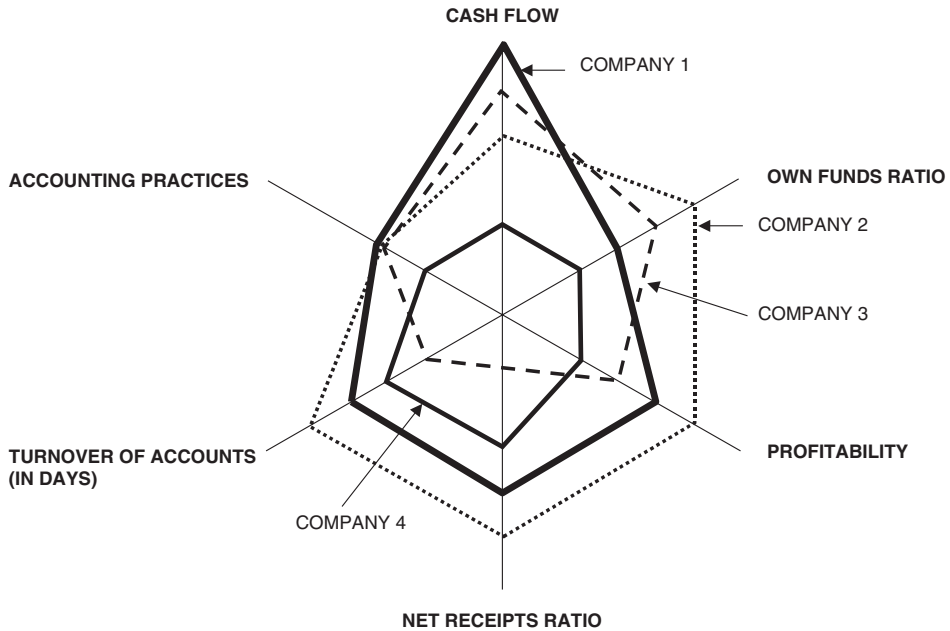 CASH FLOW
COMPANY 1
ACCOUNTING PRACTICES
OWN FUNDS RATIO
COMPANY 2
COMPANY 3
TURNOVER OF ACCOUNTS
(IN DAYS)
PROFITABILITY
COMPANY 4
NET RECEIPTS RATIO